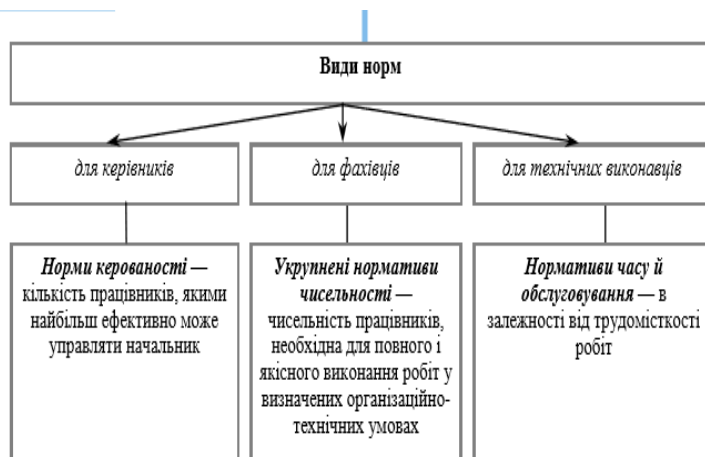 Види норм
для керівників
для фахівців
для технічних виконавців
Норми керованості —
кількість працівників, якими
найбільш ефективно може
управляти начальник
Укрупнені нормативи
чисельності —
чисельність працівників,
необхідна для повного і
якісного виконання робіт у
визначених організаційно-
технічних умовах
Нормативи часу й
обслуговування — в
залежності від трудомісткості
робіт